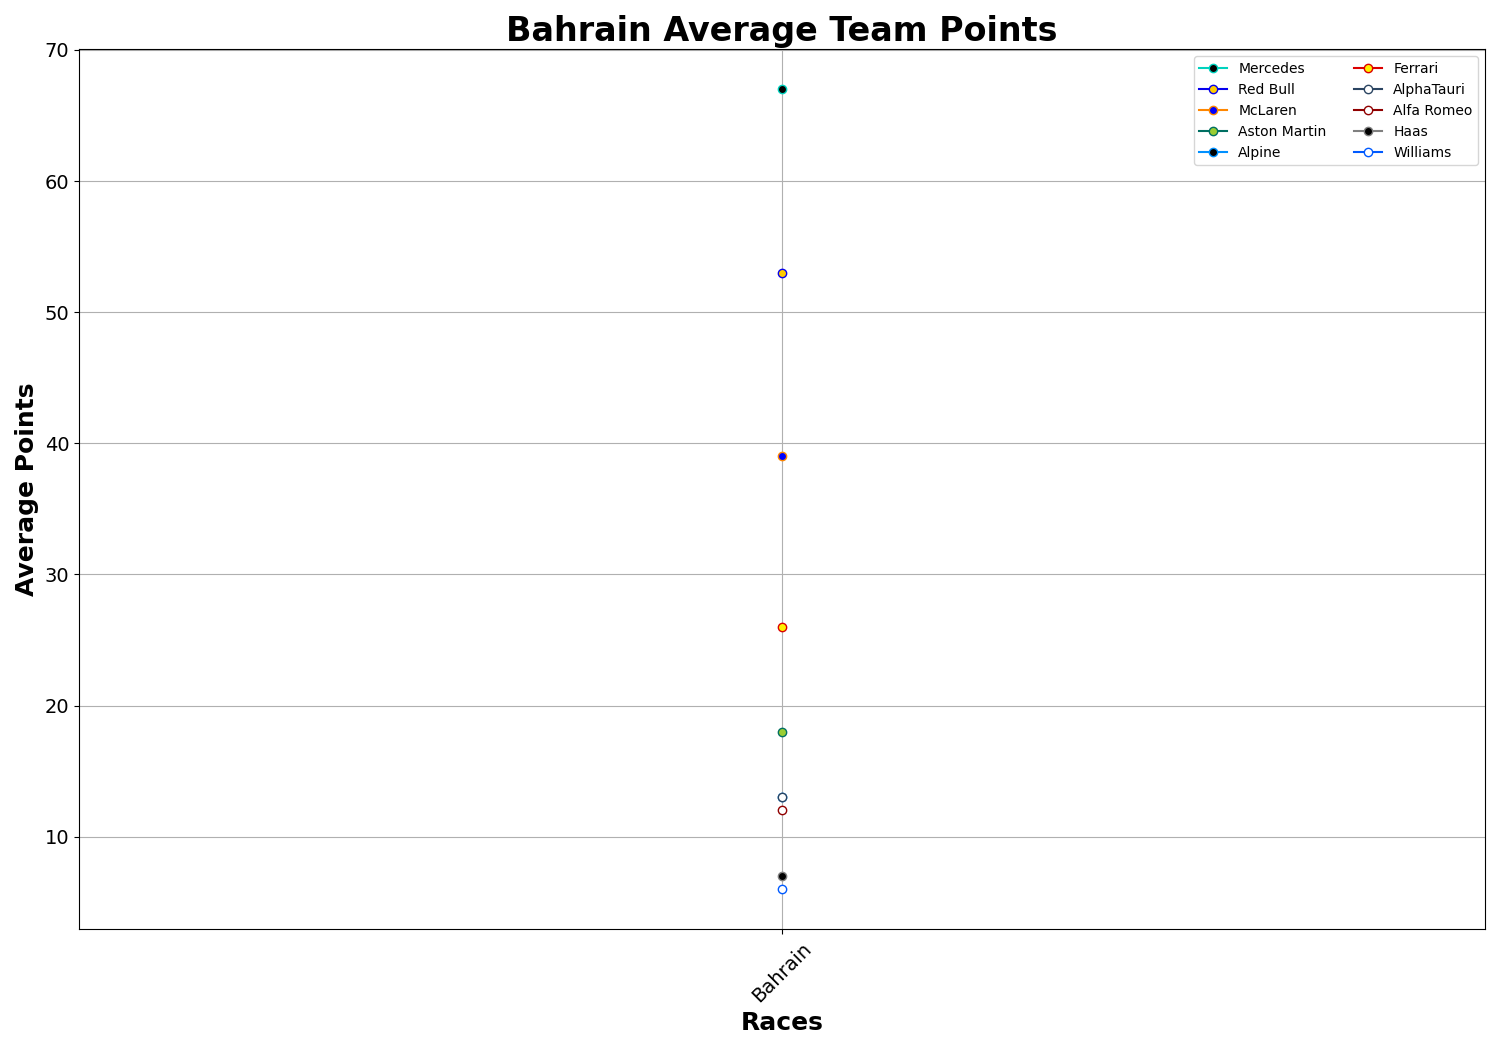 Bahrain Average Team Points
70
60
50
40
30
20
10
Average Points
Mercedes
Red Bull
McLaren
Aston Martin
Alpine
Ferrari
AlphaTauri
Alfa Romeo
Haas
Williams
Bahrain
Races